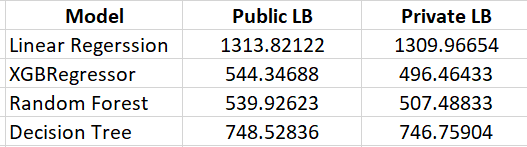 Model Public LB Private LB
Linear Regerssion 1313.82122 1309.96654
XGBRegressor 544.34688 496.46433
Random Forest 539.92623 507.48833
Decision Tree 748.52836 746.75904